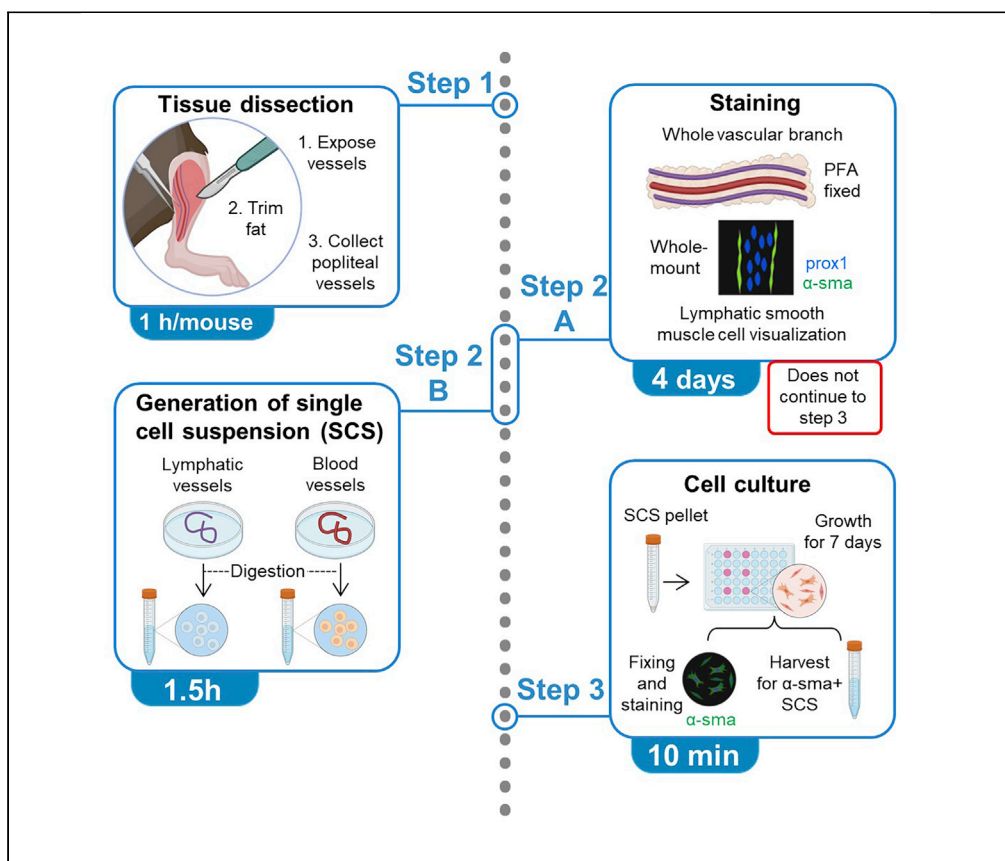 Step 1
Tissue dissection
1. Expose
vessels
2. Trim
fat
3. Collect
popliteal
vessels
1 h/mouse
Step 2
A
Staining
Whole vascular branch
PFA
fixed
Whole-
mount
prox1
α-sma
Lymphatic smooth
muscle cell visualization
4 days
Does not
continue to
step 3
Step 2
B
Generation of single
cell suspension (SCS)
Lymphatic
vessels
Blood
vessels
Digestion
1.5h
Step 3
Cell culture
SCS pellet
Growth
for 7 days
Fixing
and
staining
α-sma
Harvest
for α-sma+
SCS
10 min